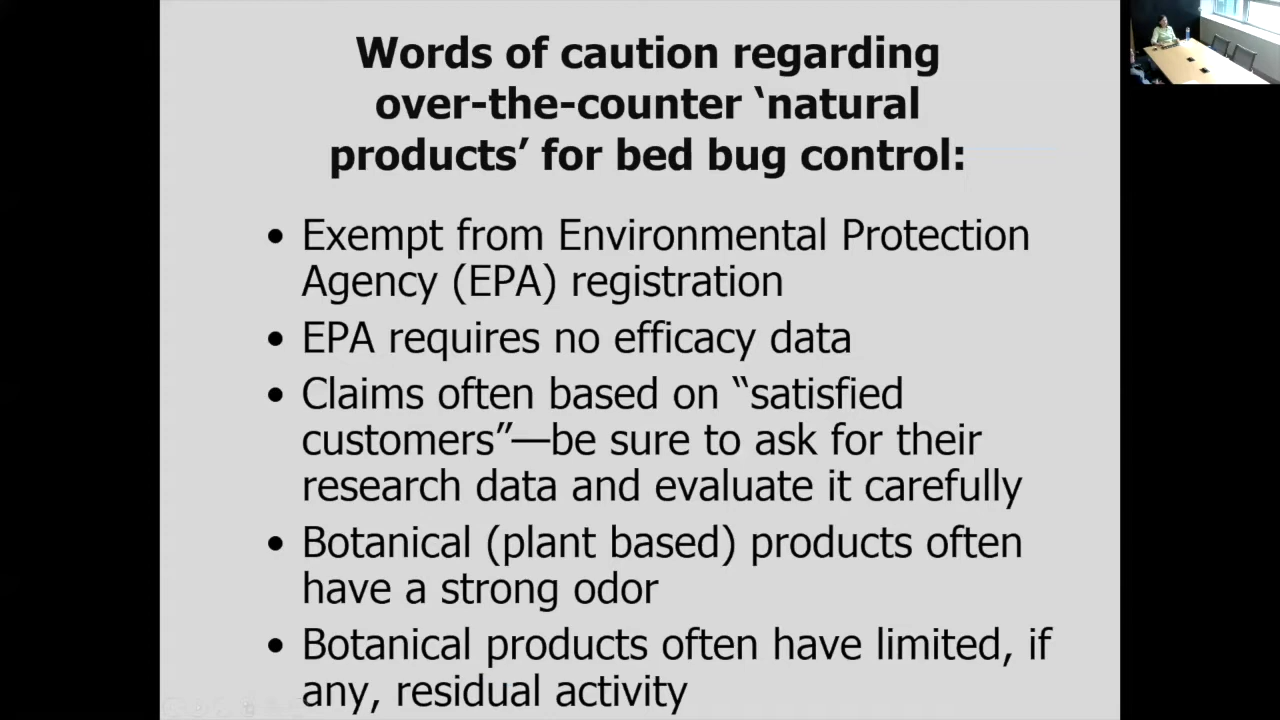 Words of caution regarding
over-the-counter ‘natural
products’ for bed bug control:
• Exempt from Environmental Protection
Agency (EPA) registration
• EPA requires no efficacy data
• Claims often based on “satisfied
customers”—be sure to ask for their
research data and evaluate it carefully
• Botanical (plant based) products often
have a strong odor
• Botanical products often have limited, if
any, residual activity